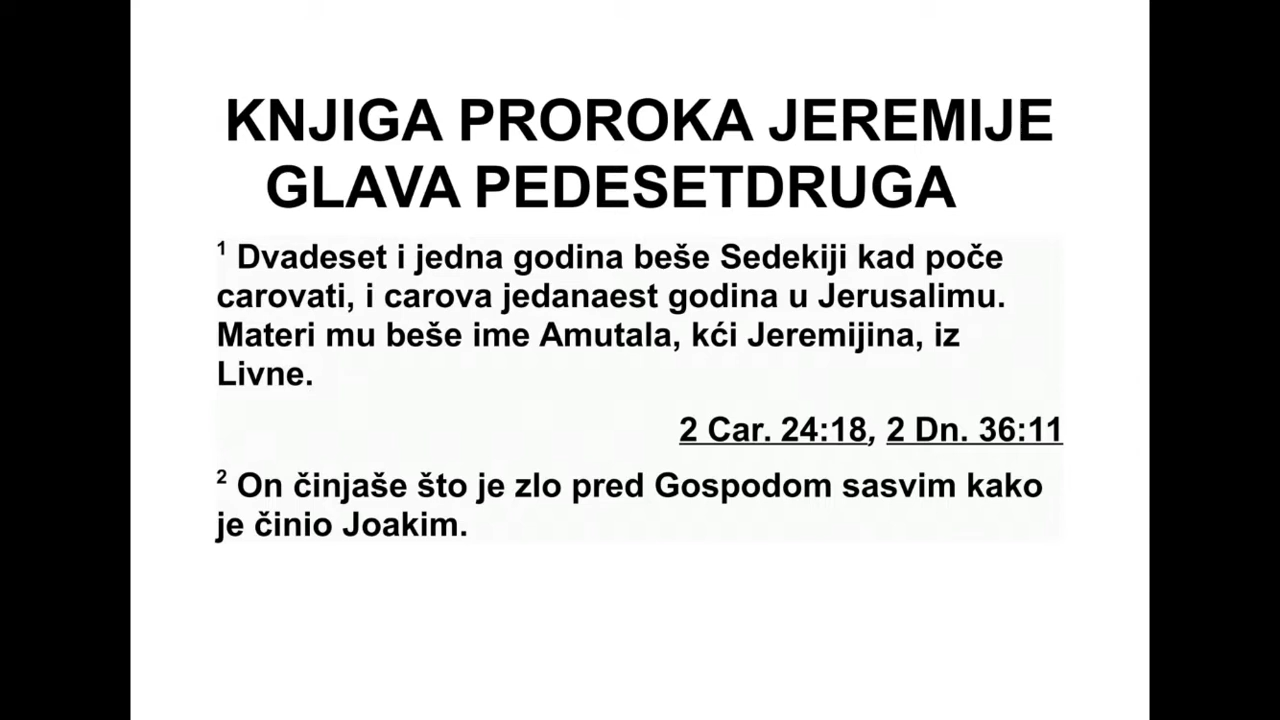 KNJIGA PROROKA JEREMIJE
GLAVA PEDESETDRUGA
1 Dvadeset i jedna godina beše Sedekiji kad poče
carovati, i carova jedanaest godina u Jerusalimu.
Materi mu beše ime Amutala, kći Jeremijina, iz
Livne.
2 Car. 24:18, 2 Dn. 36:11
2 On činjaše što je zlo pred Gospodom sasvim kako
je činio Joakim.